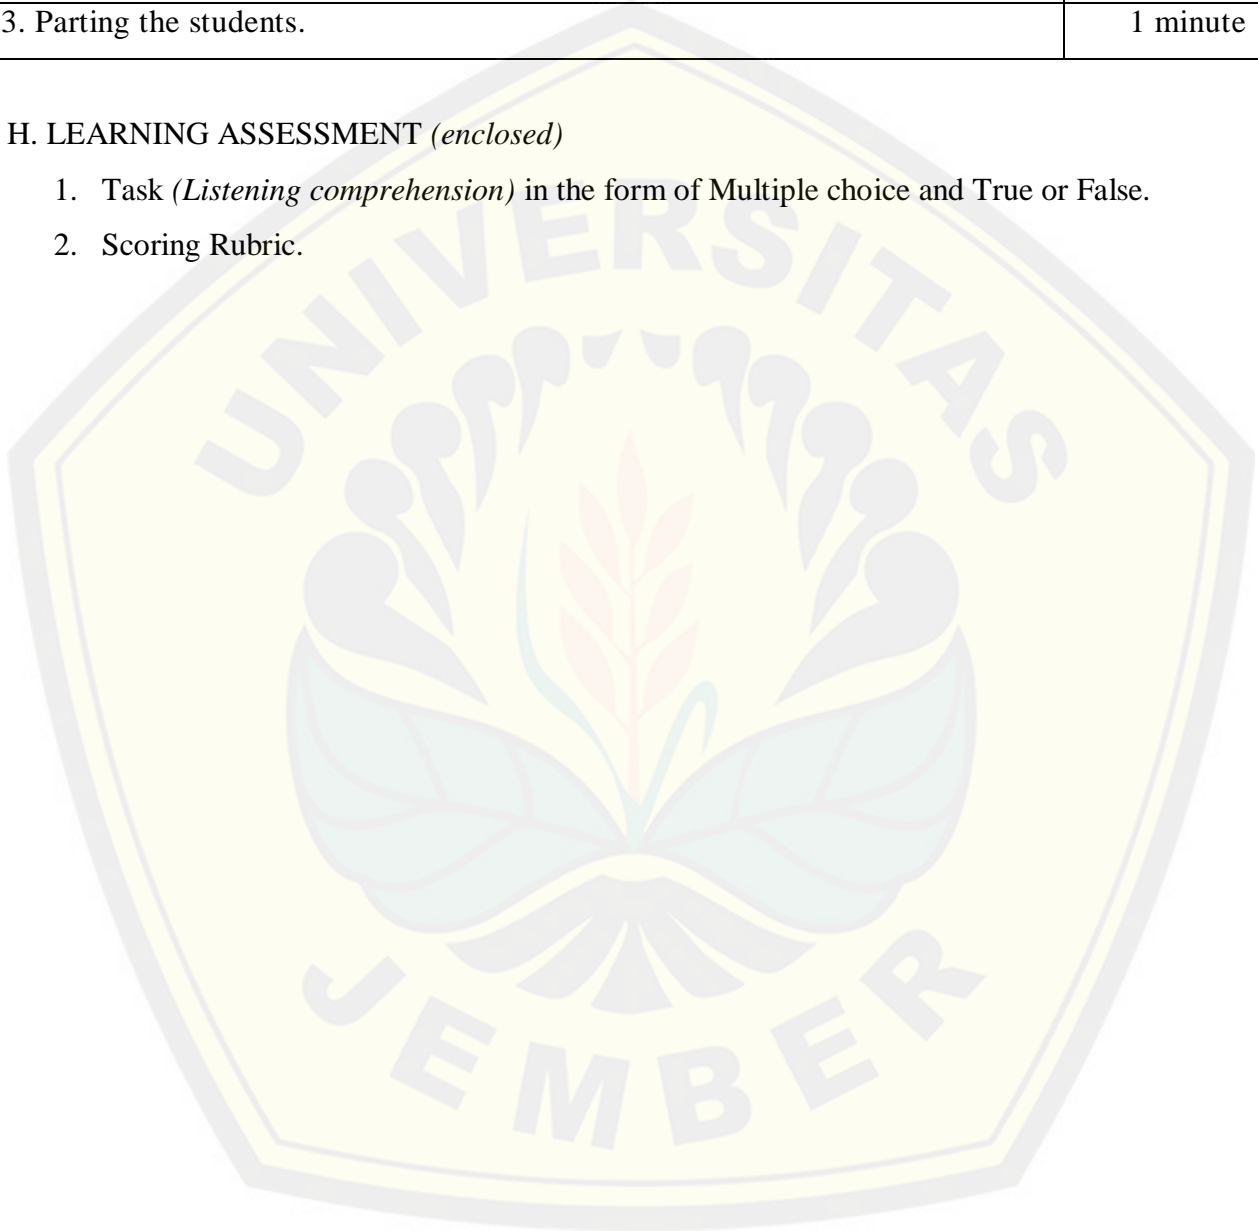 3. Parting the students. 1 minute
H. LEARNING ASSESSMENT (enclosed)
1. Task (Listening comprehension) in the form of Multiple choice and True or False.
2. Scoring Rubric.
UNIVERSITAS
JEMBER